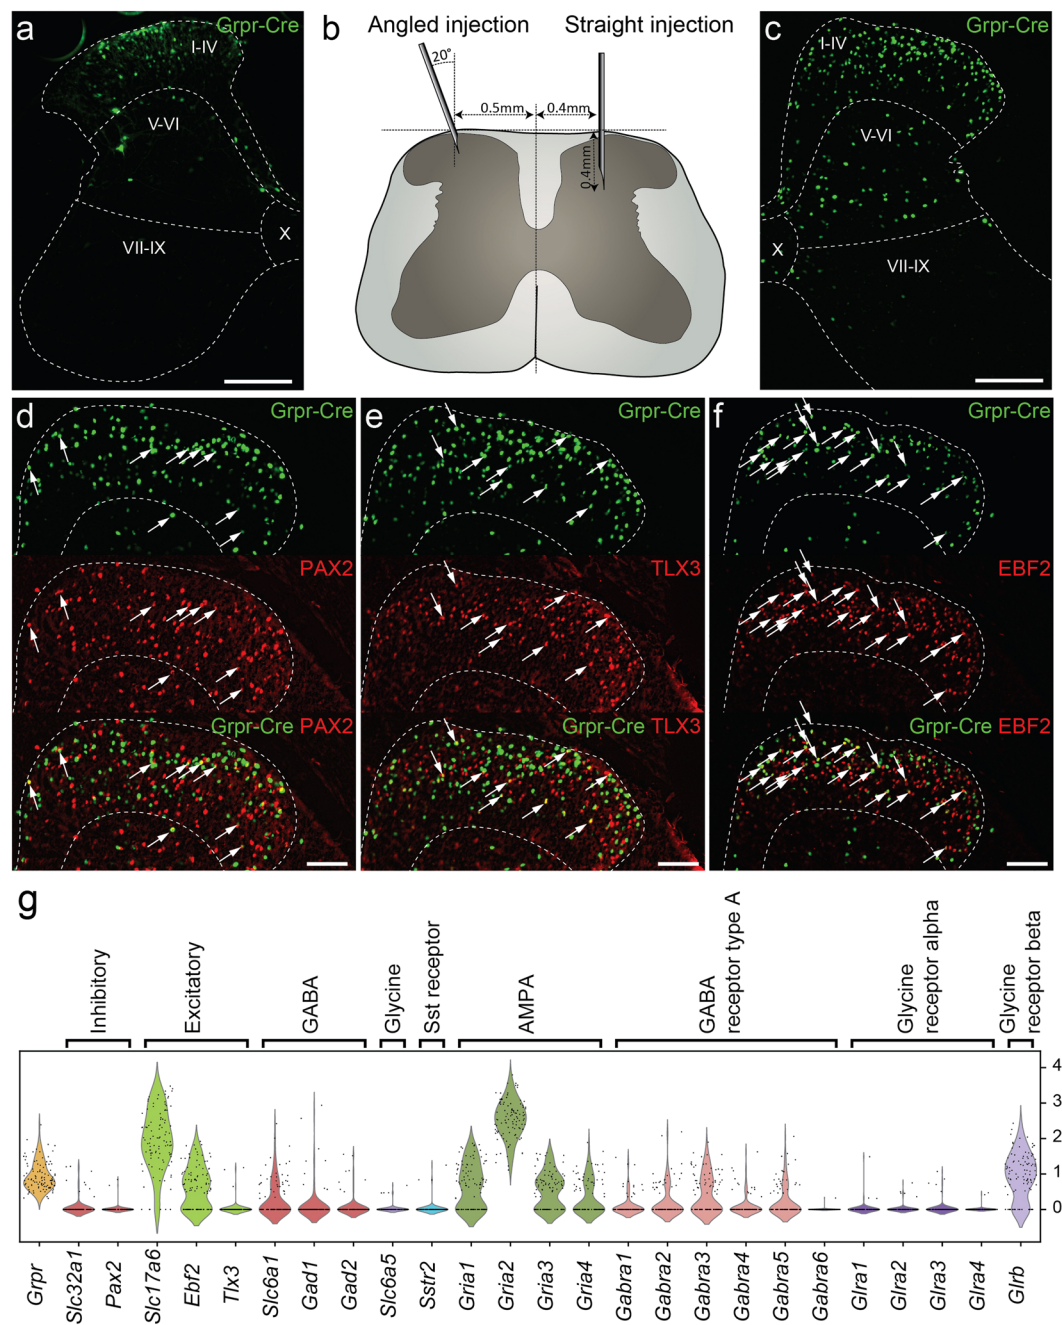 a
Grpr-Cre
I-IV
V-VI
VII-IX
X
b
Angled injection
Straight injection
20°
0.5mm
0.4mm
0.4mm
c
Grpr-Cre
I-IV
V-VI
X
VII-IX
d
Grpr-Cre
PAX2
Grpr-Cre PAX2
e
Grpr-Cre
TLX3
Grpr-Cre TLX3
f
Grpr-Cre
EBF2
Grpr-Cre EBF2
g
Inhibitory
Excitatory
GABA
Glycine
Sst receptor
AMPA
GABA
receptor type A
Glycine
receptor alpha
Glycine
receptor beta
4
3
2
1
0
Grpr
Slc32a1
Pax2
Slc17a6
Ebf2
Tlx3
Slc6a1
Gad1
Gad2
Slc6a5
Sstr2
Gria1
Gria2
Gria3
Gria4
Gabra1
Gabra2
Gabra3
Gabra4
Gabra5
Gabra6
Glra1
Glra2
Glra3
Glra4
Glrb